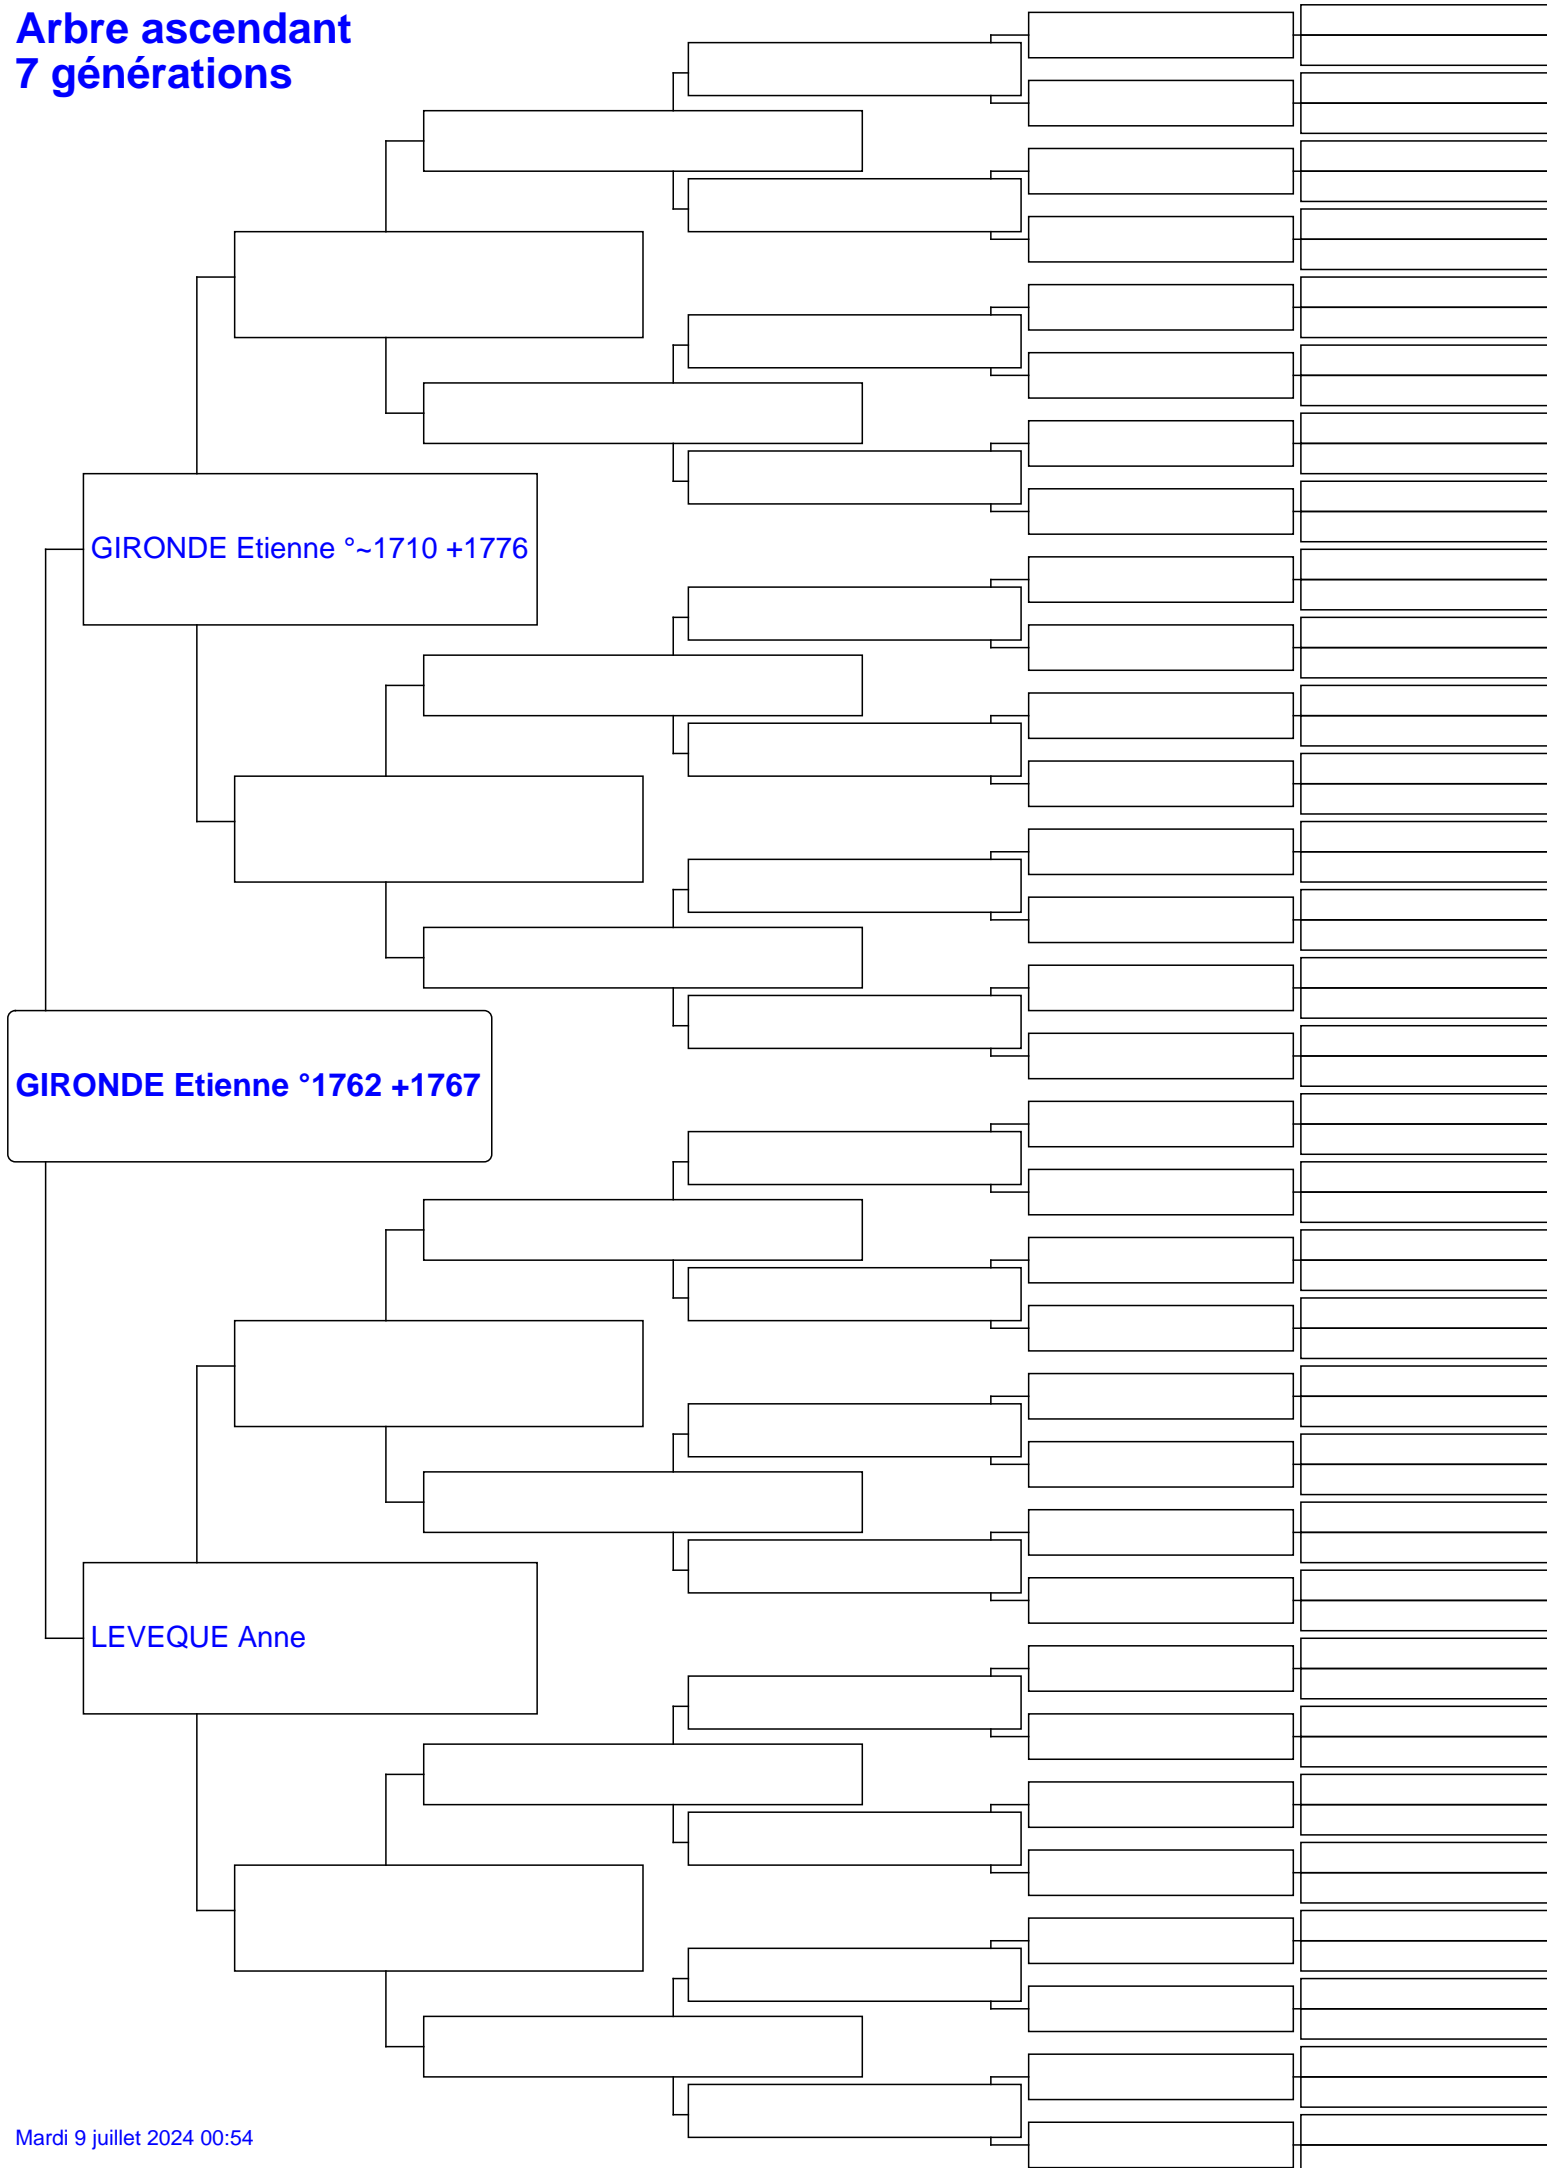 Arbre ascendant
7 générations
GIRONDE Etienne °~1710 +1776
GIRONDE Etienne °1762 +1767
LEVEQUE Anne
Mardi 9 juillet 2024 00:54